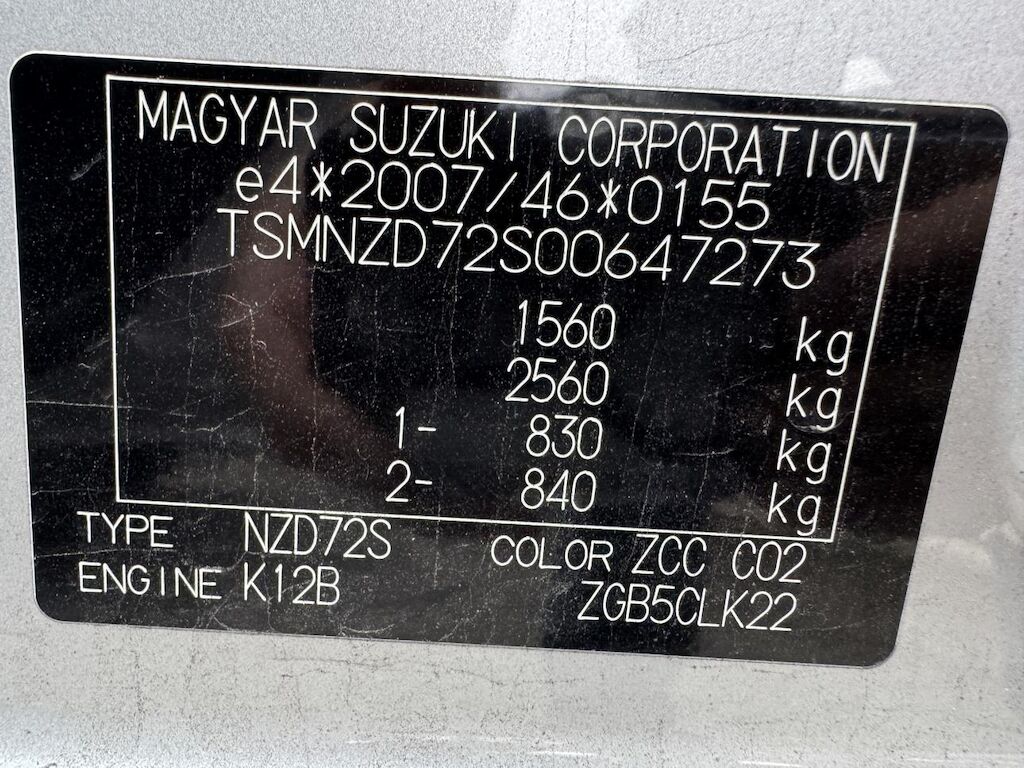 MAGYAR SUZUKI CORPORATION
e4*2007/46*0155
TSMNZD72S00647273
1560 kg
2560 kg
1- 830 kg
2- 840 kg
TYPE NZD72S COLOR ZCC C02
ENGINE K12B ZGB5CLK22